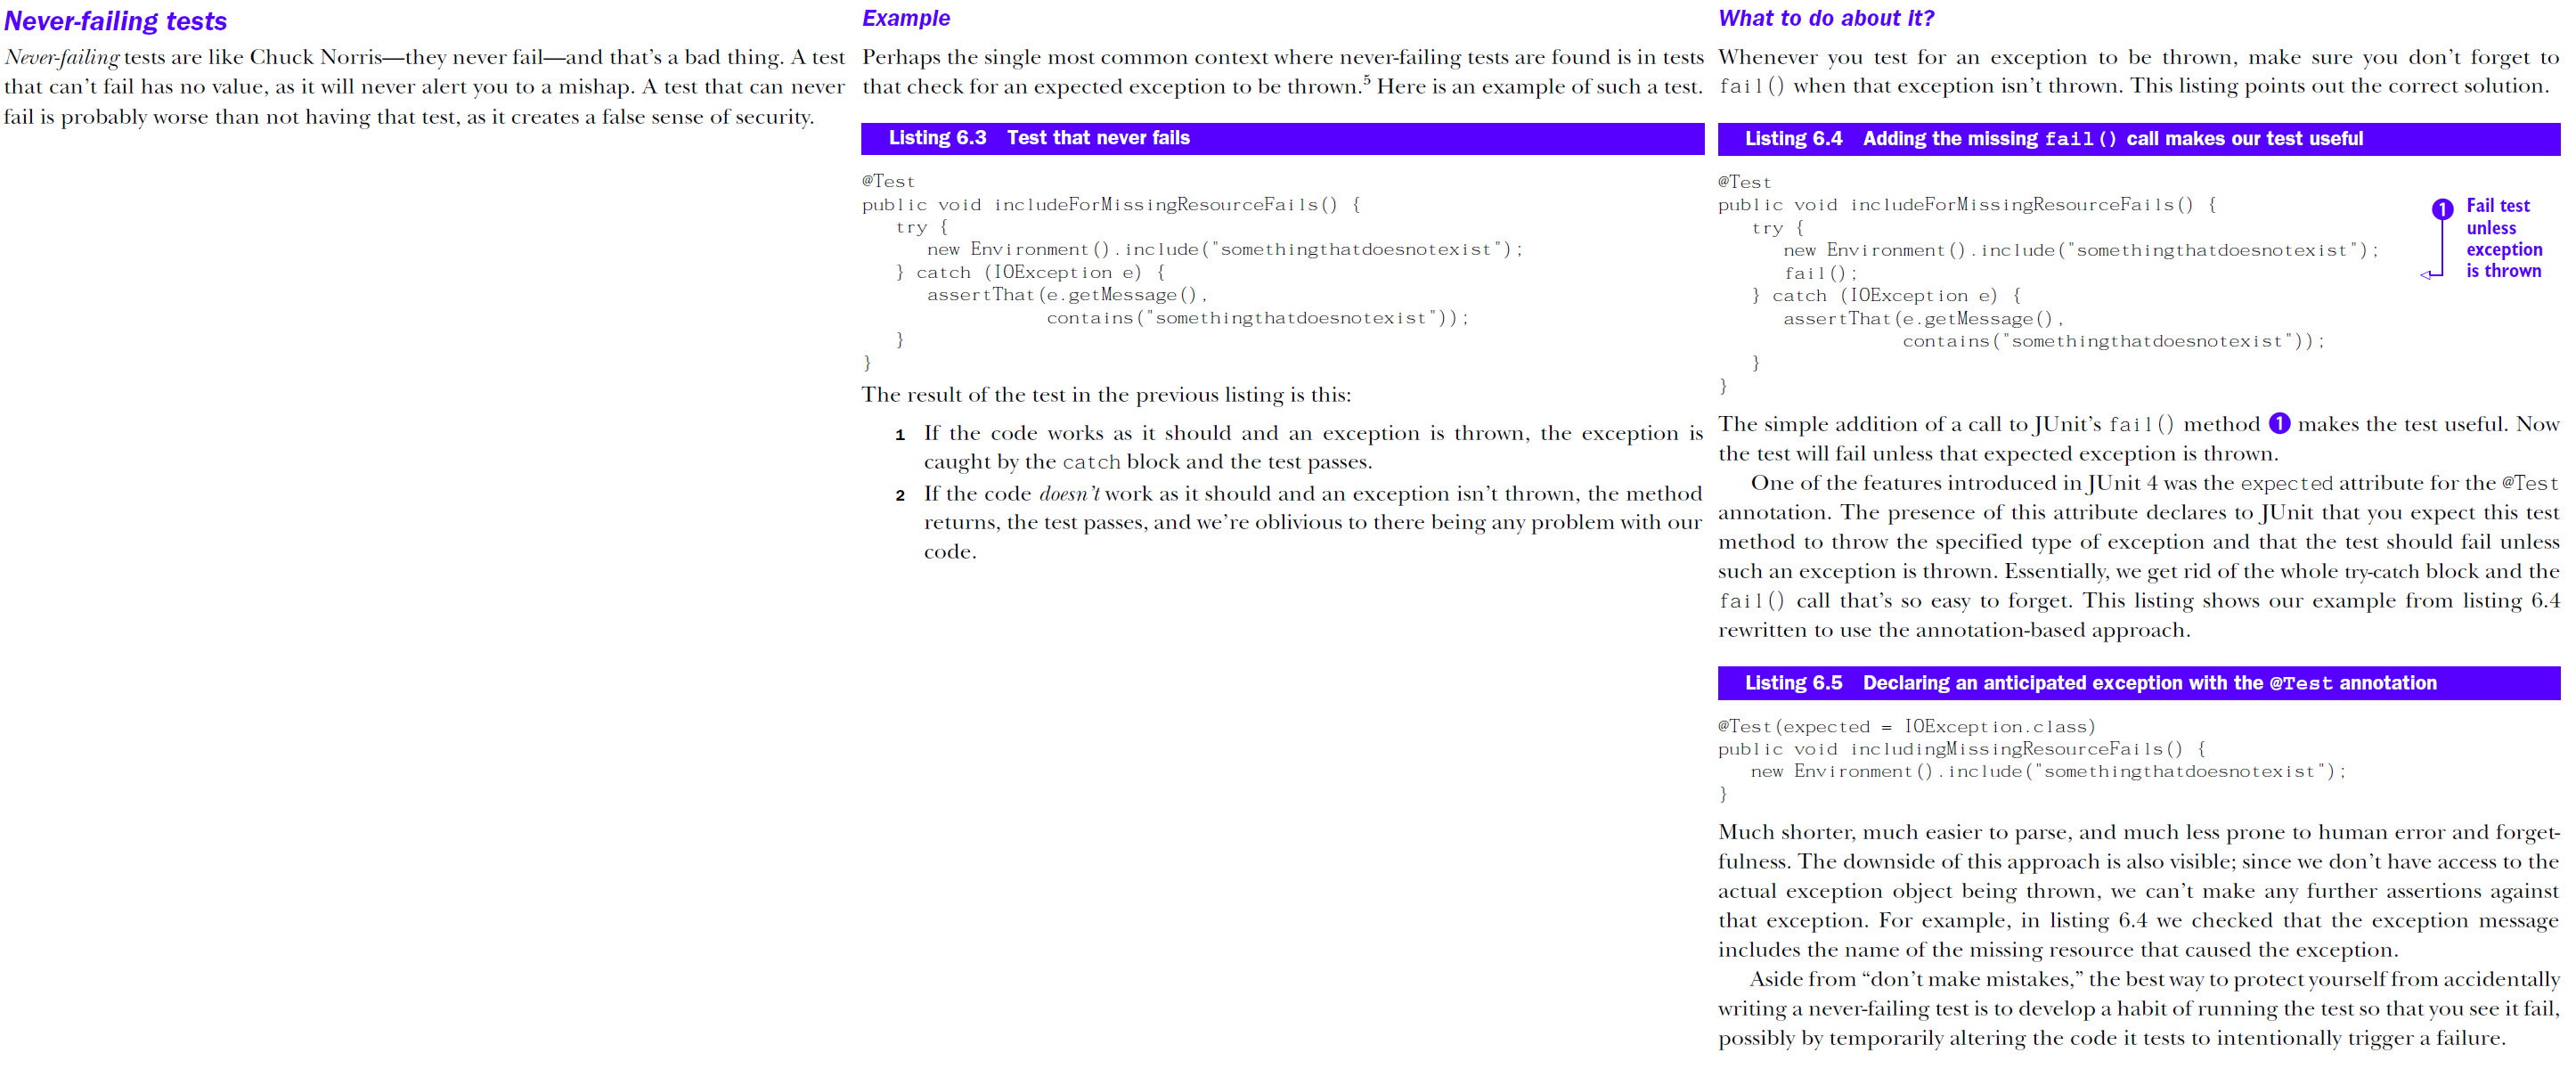 Never-failing tests
Never-failing tests are like Chuck Norris—they never fail—and that's a bad thing. A test
that can't fail has no value, as it will never alert you to a mishap. A test that can never
fail is probably worse than not having that test, as it creates a false sense of security.
Example
Perhaps the single most common context where never-failing tests are found is in tests
that check for an expected exception to be thrown.5 Here is an example of such a test.
Listing 6.3 Test that never fails
@Test
public void includeForMissingResourceFails() {
   try {
      new Environment().include("somethingthatdoesnotexist");
   } catch (IOException e) {
      assertThat(e.getMessage(),
                 contains("somethingthatdoesnotexist"));
   }
}
The result of the test in the previous listing is this:
1 If the code works as it should and an exception is thrown, the exception is
caught by the catch block and the test passes.
2 If the code doesn't work as it should and an exception isn't thrown, the method
returns, the test passes, and we're oblivious to there being any problem with our
code.
What to do about it?
Whenever you test for an exception to be thrown, make sure you don't forget to
fail() when that exception isn't thrown. This listing points out the correct solution.
Listing 6.4 Adding the missing fail() call makes our test useful
@Test
public void includeForMissingResourceFails() {
   try {
      new Environment().include("somethingthatdoesnotexist");
      fail();
   } catch (IOException e) {
      assertThat(e.getMessage(),
                 contains("somethingthatdoesnotexist"));
   }
}
1 Fail test
unless
exception
is thrown
The simple addition of a call to JUnit's fail() method 1 makes the test useful. Now
the test will fail unless that expected exception is thrown.
One of the features introduced in JUnit 4 was the expected attribute for the @Test
annotation. The presence of this attribute declares to JUnit that you expect this test
method to throw the specified type of exception and that the test should fail unless
such an exception is thrown. Essentially, we get rid of the whole try-catch block and the
fail() call that's so easy to forget. This listing shows our example from listing 6.4
rewritten to use the annotation-based approach.
Listing 6.5 Declaring an anticipated exception with the @Test annotation
@Test(expected = IOException.class)
public void includingMissingResourceFails() {
   new Environment().include("somethingthatdoesnotexist");
}
Much shorter, much easier to parse, and much less prone to human error and forget-
fulness. The downside of this approach is also visible; since we don't have access to the
actual exception object being thrown, we can't make any further assertions against
that exception. For example, in listing 6.4 we checked that the exception message
includes the name of the missing resource that caused the exception.
Aside from “don't make mistakes,” the best way to protect yourself from accidentally
writing a never-failing test is to develop a habit of running the test so that you see it fail,
possibly by temporarily altering the code it tests to intentionally trigger a failure.